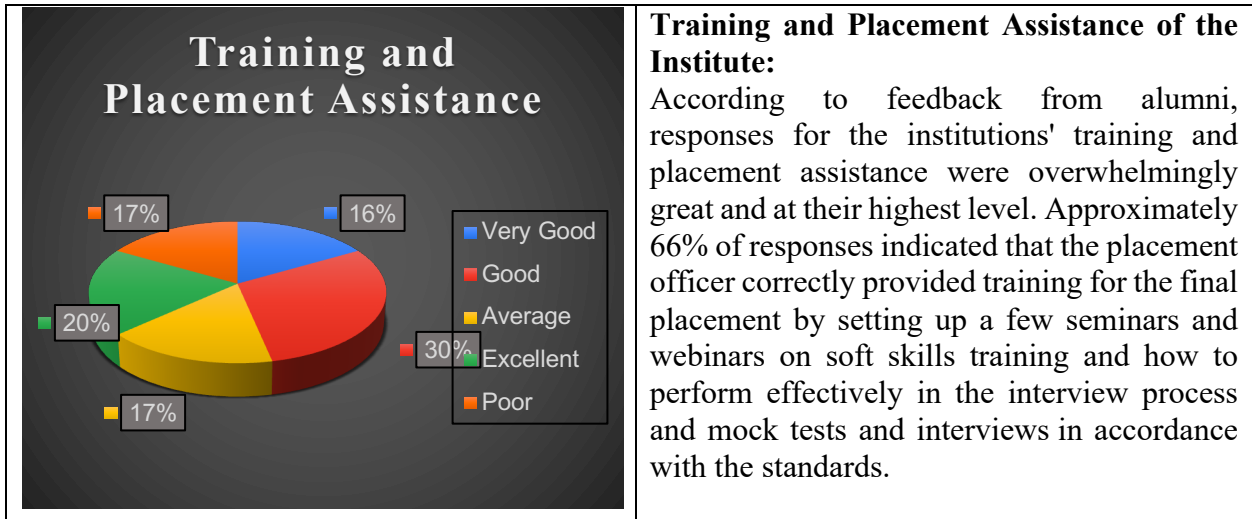 Training and
Placement Assistance
17%
16%
20%
30%
17%
Very Good
Good
Average
Excellent
Poor
Training and Placement Assistance of the
Institute:
According to feedback from alumni,
responses for the institutions' training and
placement assistance were overwhelmingly
great and at their highest level. Approximately
66% of responses indicated that the placement
officer correctly provided training for the final
placement by setting up a few seminars and
webinars on soft skills training and how to
perform effectively in the interview process
and mock tests and interviews in accordance
with the standards.